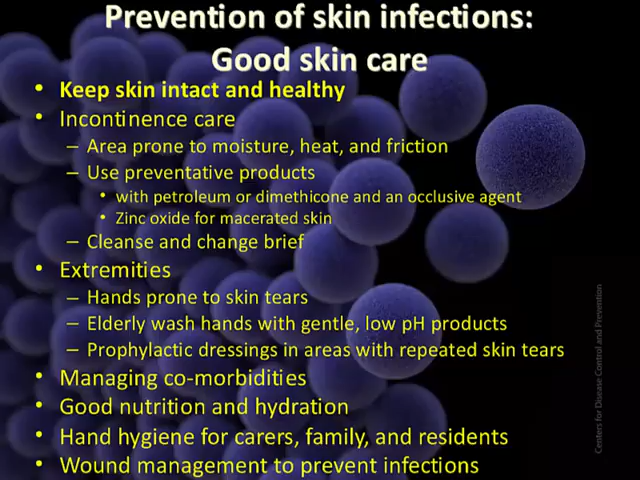 Prevention of skin infections:
Good skin care
• Keep skin intact and healthy
• Incontinence care
– Area prone to moisture, heat, and friction
– Use preventative products
• with petroleum or dimethicone and an occlusive agent
• Zinc oxide for macerated skin
– Cleanse and change brief
• Extremities
– Hands prone to skin tears
– Elderly wash hands with gentle, low pH products
– Prophylactic dressings in areas with repeated skin tears
• Managing co-morbidities
• Good nutrition and hydration
• Hand hygiene for carers, family, and residents
• Wound management to prevent infections
Centers for Disease Control and Prevention